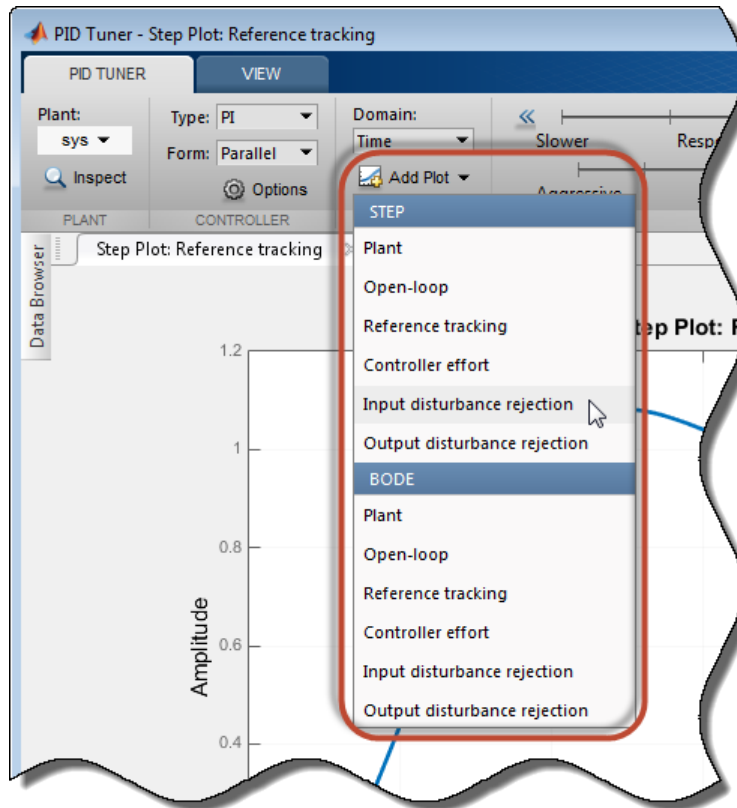 PID Tuner - Step Plot: Reference tracking
PID TUNER
VIEW
Plant:
sys
Inspect
PLANT
Type: PI
Form: Parallel
Options
CONTROLLER
Domain:
Time
Add Plot
Slower
STEP
Plant
Open-loop
Reference tracking
Controller effort
Input disturbance rejection
Output disturbance rejection
BODE
Plant
Open-loop
Reference tracking
Controller effort
Input disturbance rejection
Output disturbance rejection
Data Browser
Step Plot: Reference tracking
Plot:
1.2
1
0.8
0.6
0.4
Amplitude